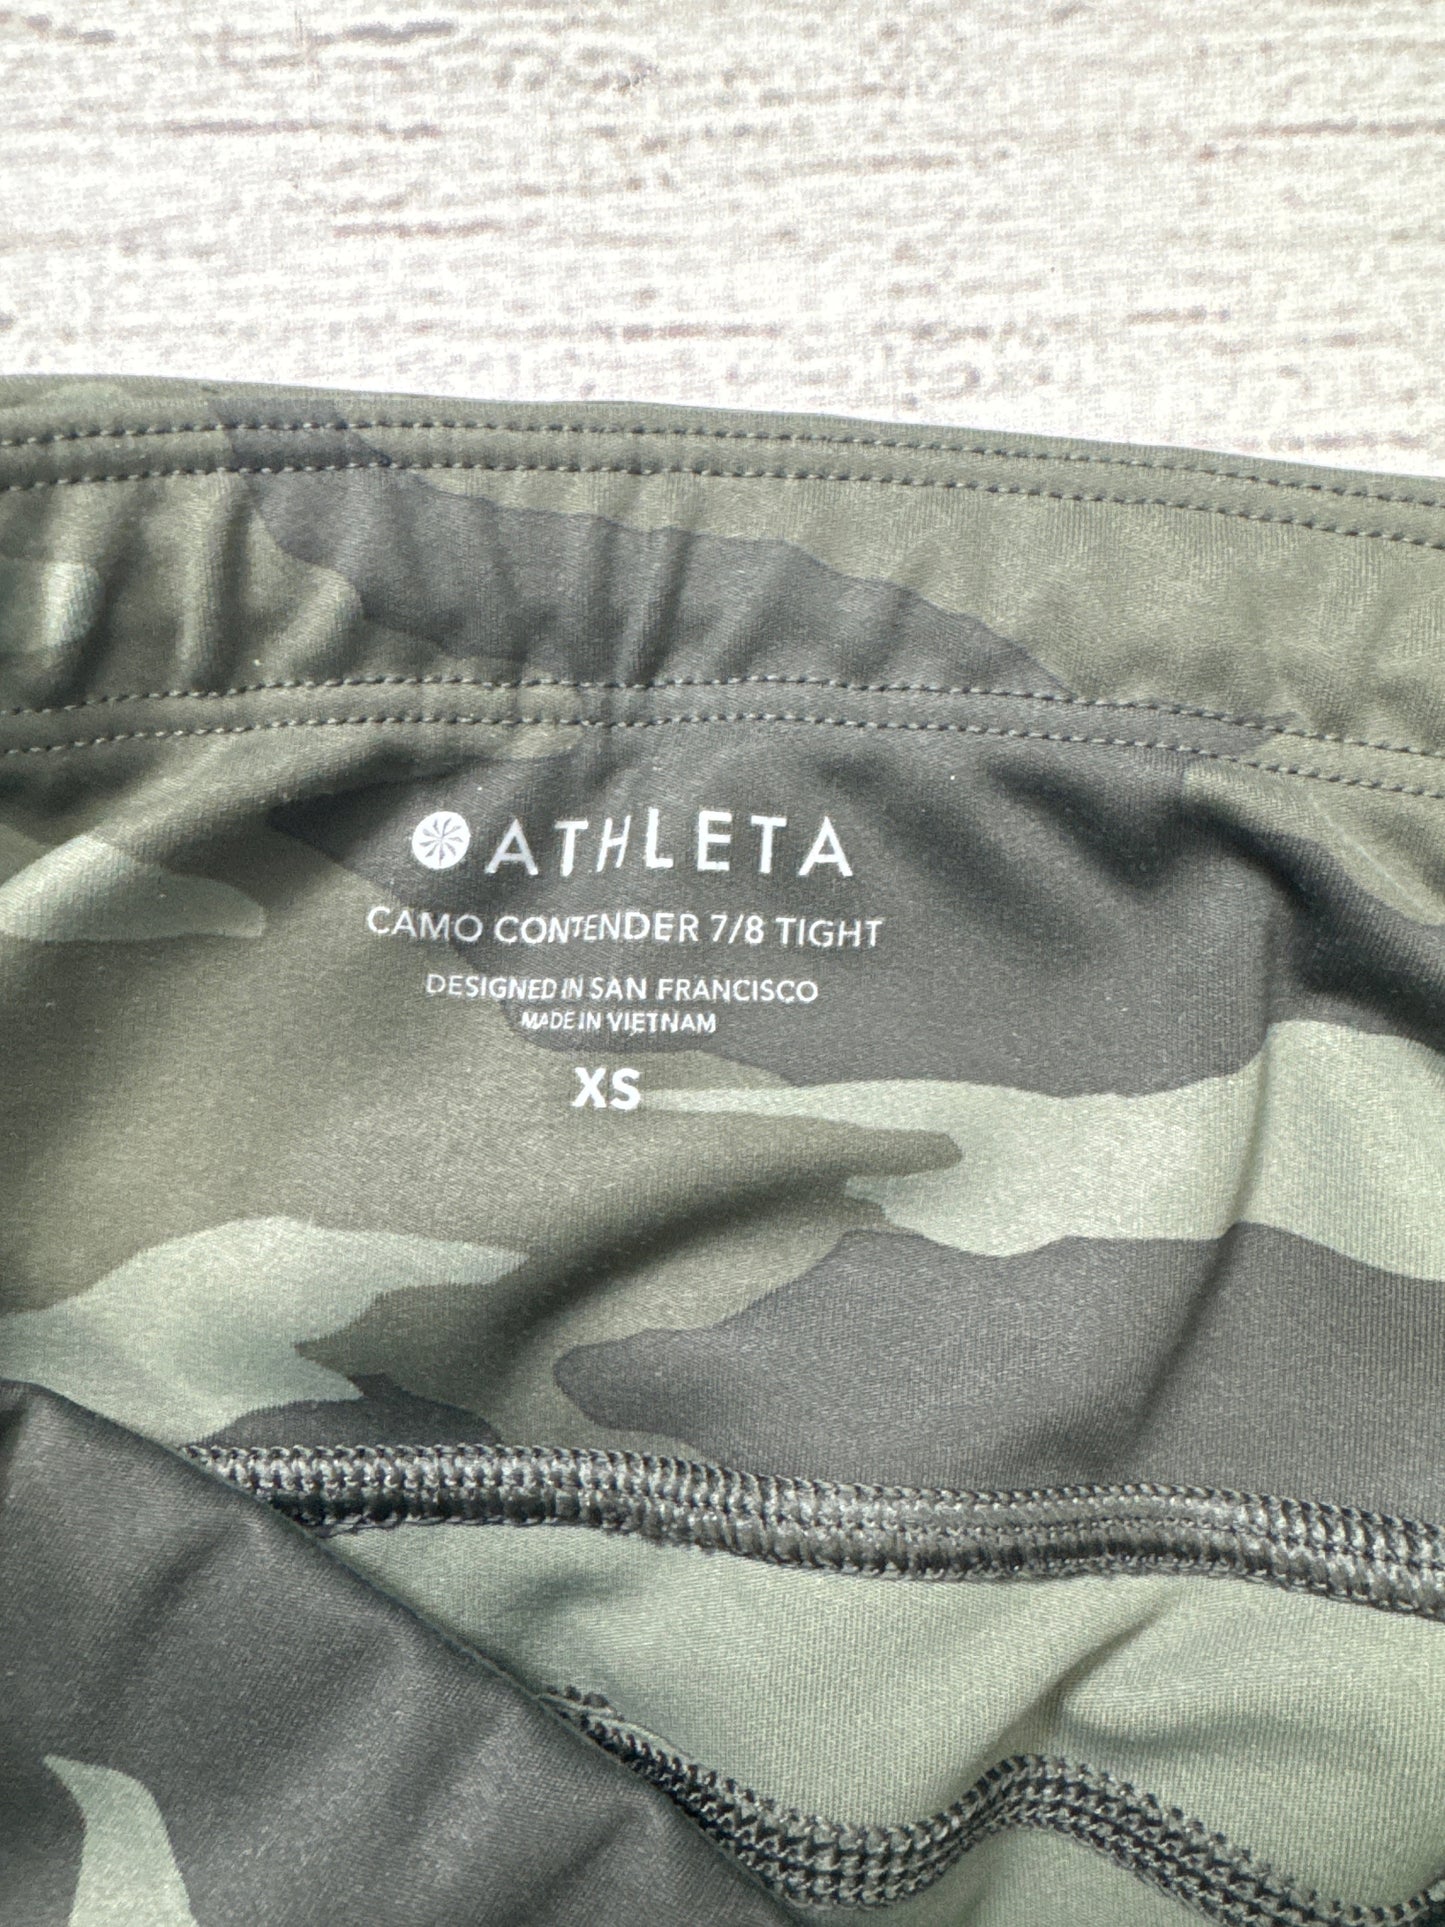 ATHLETA
CAMO CONTENDER 7/8 TIGHT
DESIGNED IN SAN FRANCISCO
MADE IN VIETNAM
XS